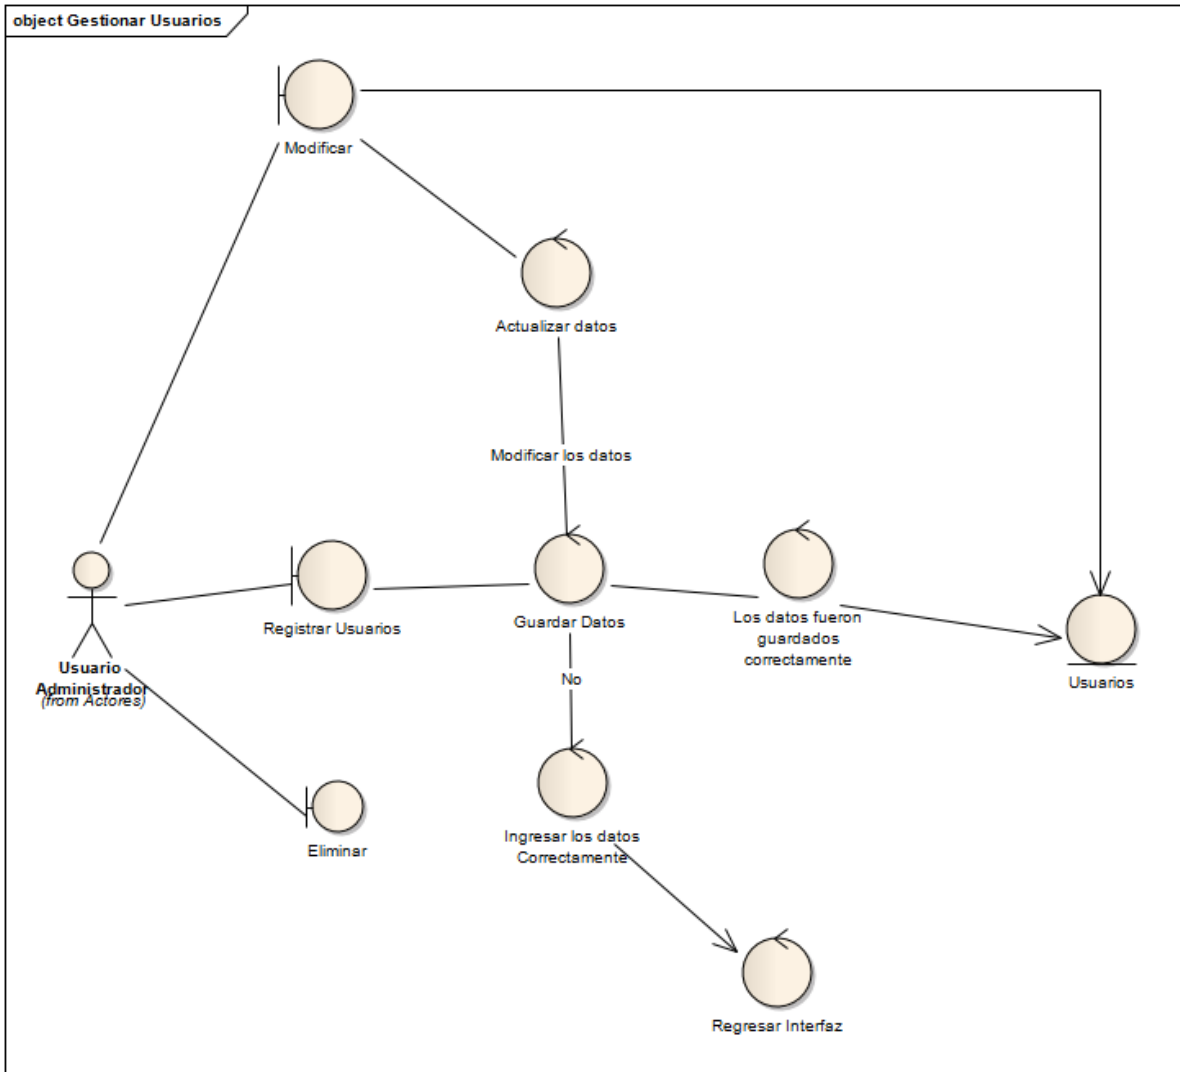 object Gestionar Usuarios
Modificar
Actualizar datos
Modificar los datos
Registrar Usuarios
Guardar Datos
Los datos fueron
guardados
correctamente
Usuarios
Usuario
Administrador
(from Actores)
No
Eliminar
Ingresar los datos
Correctamente
Regresar Interfaz